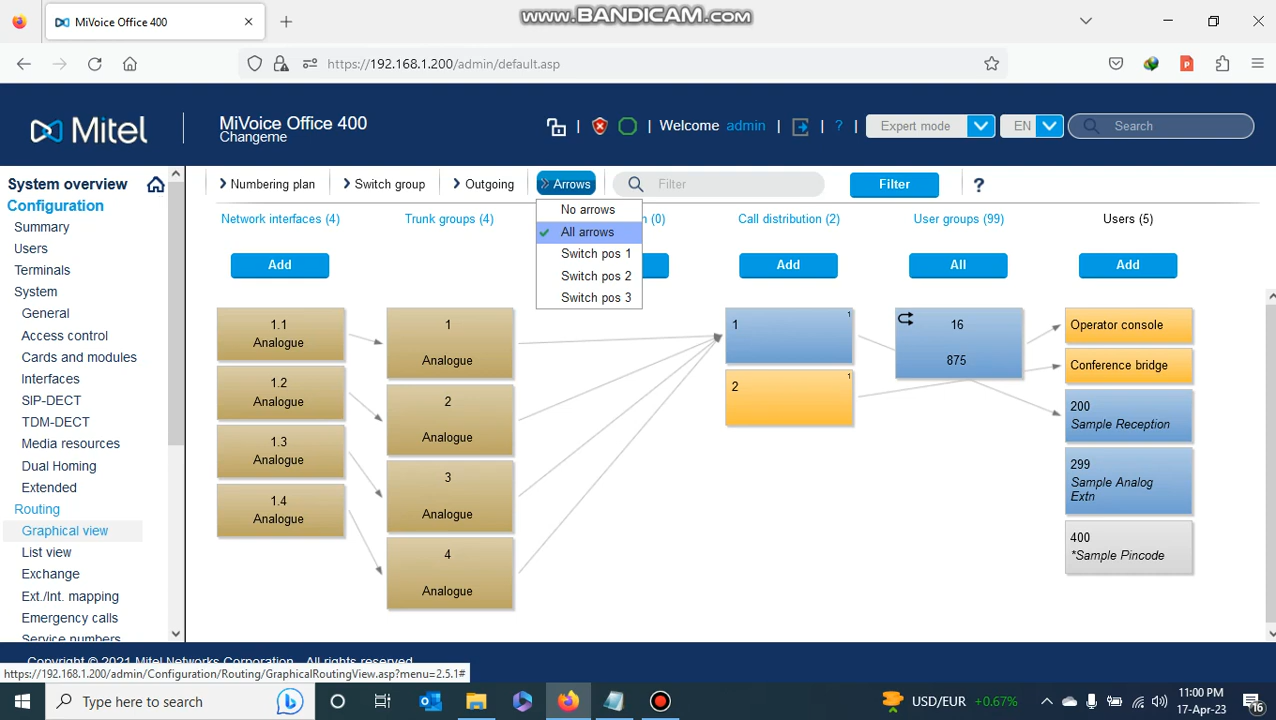 www.BANDICAM.com
MiVoice Office 400
https://192.168.1.200/admin/default.asp
Mitel
MiVoice Office 400
Changeme
Welcome admin
?
Expert mode
EN
Search
System overview
Configuration
Summary
Users
Terminals
System
General
Access control
Cards and modules
Interfaces
SIP-DECT
TDM-DECT
Media resources
Dual Homing
Extended
Routing
Graphical view
List view
Exchange
Ext./Int. mapping
Emergency calls
Service numbers
Numbering plan
Switch group
Outgoing
Arrows
Filter
Filter
?
No arrows
All arrows
Switch pos 1
Switch pos 2
Switch pos 3
Network interfaces (4)
Trunk groups (4)
(0)
Call distribution (2)
User groups (99)
Users (5)
Add
Add
All
Add
1.1
Analogue
1.2
Analogue
1.3
Analogue
1.4
Analogue
1
Analogue
2
Analogue
3
Analogue
4
Analogue
1
1
2
1
16
875
Operator console
Conference bridge
200
Sample Reception
299
Sample Analog
Extn
400
*Sample Pincode
Copyright © 2021 Mitel Networks Corporation. All rights reserved.
https://192.168.1.200/admin/Configuration/Routing/GraphicalRoutingView.asp?menu=2.5.1#
Type here to search
USD/EUR +0.67%
11:00 PM
17-Apr-23
16